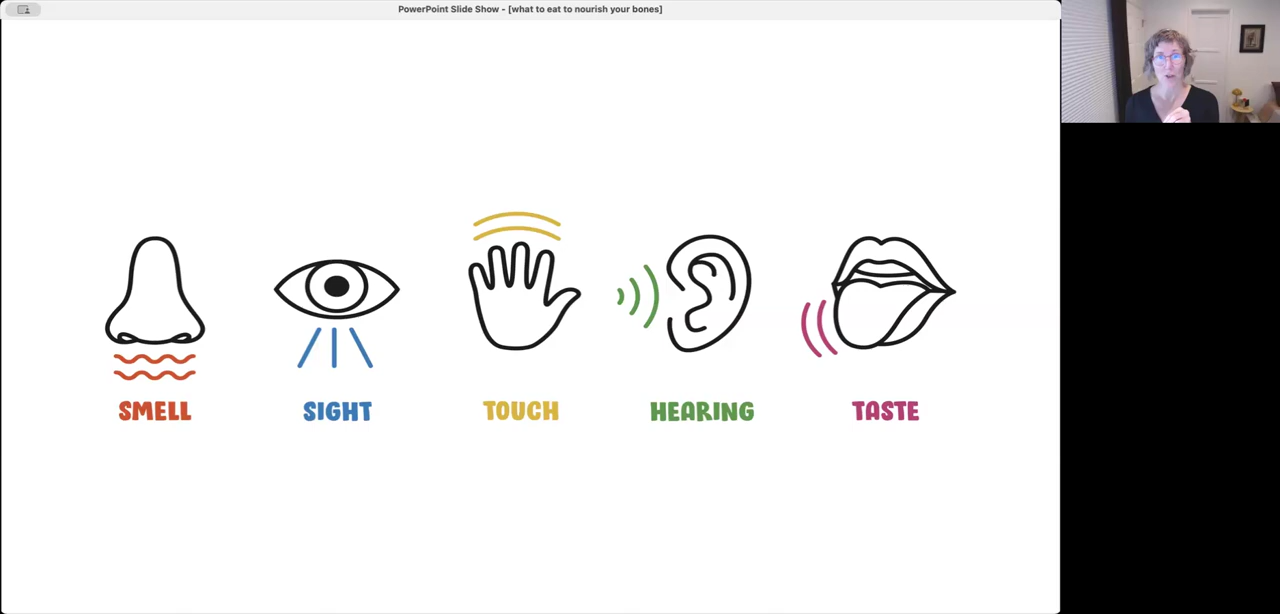 PowerPoint Slide Show - [what to eat to nourish your bones]
SMELL
SIGHT
TOUCH
HEARING
TASTE